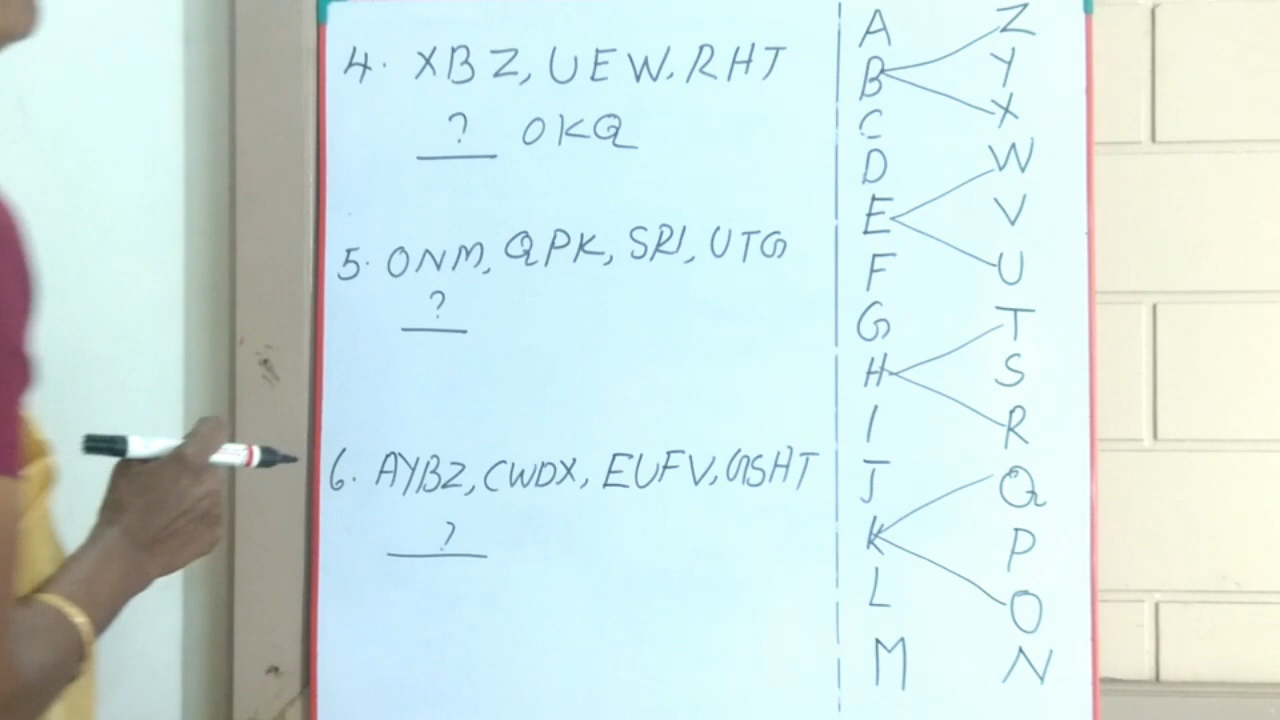 4. XBZ, UEW, RHT
? OKQ
5. ONM, QPK, SRI, UTG
?
6. AYBZ, CWDX, EUFV, GSHT
?
A Z
B Y
C X
D W
E V
F U
G T
H S
I R
J Q
K P
L O
M N